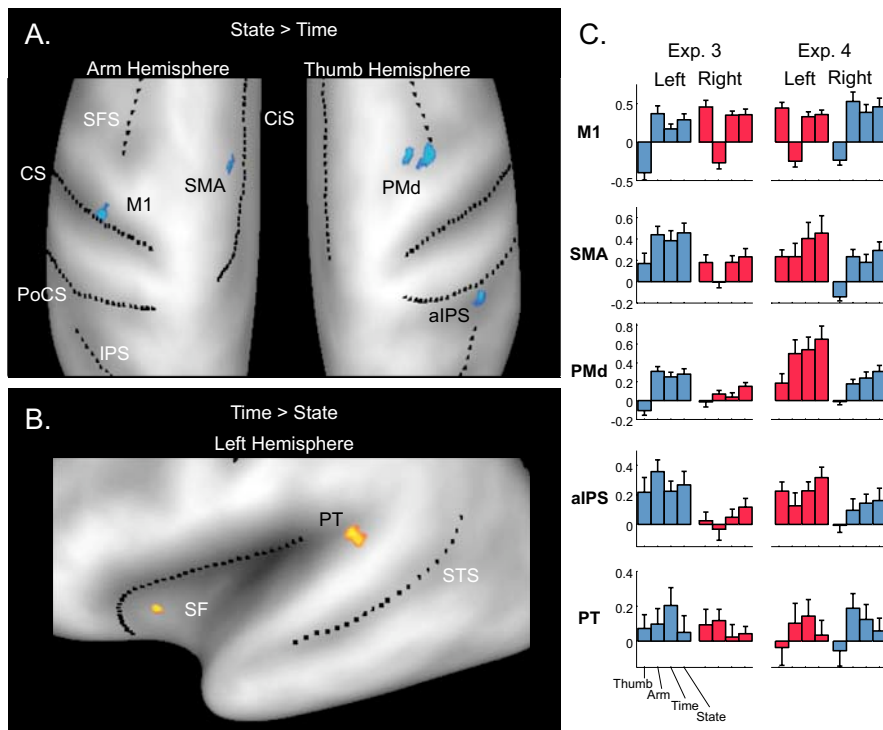 A.
State > Time
Arm Hemisphere
Thumb Hemisphere
SFS
CiS
CS
M1
SMA
PMd
PoCS
aIPS
IPS
B.
Time > State
Left Hemisphere
PT
STS
SF
C.
Exp. 3
Exp. 4
Left Right
Left Right
M1
0.5
0
-0.5
SMA
0.6
0.4
0.2
0
-0.2
PMd
0.8
0.6
0.4
0.2
0
-0.2
aIPS
0.4
0.2
0
PT
0.4
0.2
0
Thumb
Arm
Time
State